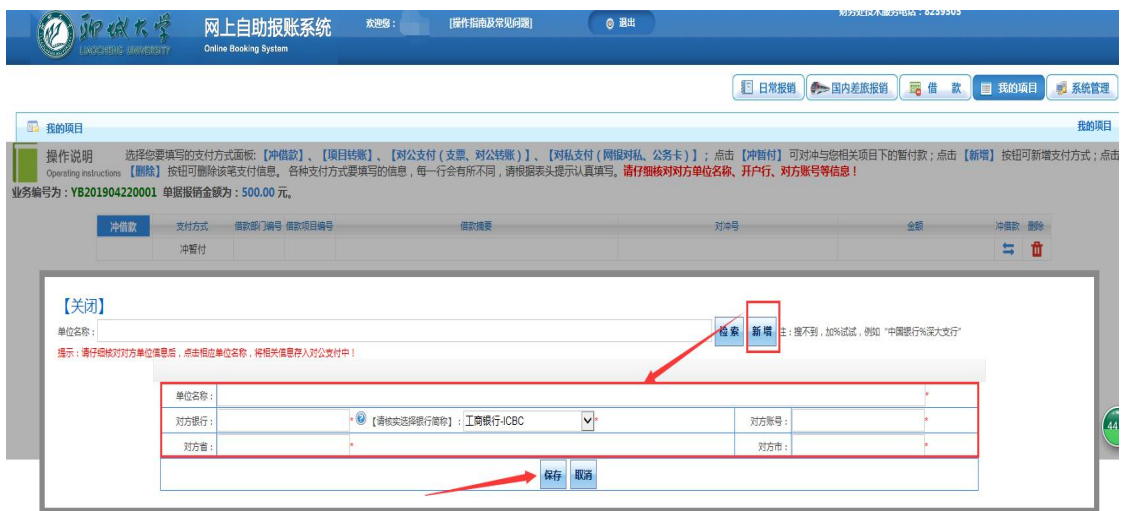 聊城大学
LIAOCHENG UNIVERSITY
网上自助报账系统
Online Booking System
欢迎您：
[操作指南及常见问题]
退出
财务处技术服务电话：8239505
日常报销
国内差旅报销
借 款
我的项目
系统管理
我的项目
我的项目
操作说明
Operating instructions
选择您要填写的支付方式面板:【冲借款】、【项目转账】、【对公支付（支票、对公转账）】、【对私支付（网银对私、公务卡）】；点击 【冲暂付】 可对冲与您相关项目下的暂付款；点击 【新增】 按钮可新增支付方式；点击
【删除】 按钮可删除该笔支付信息。 各种支付方式要填写的信息，每一行会有所不同，请根据表头提示认真填写。请仔细核对对方单位名称、开户行、对方账号等信息！
业务编号为：YB201904220001 单据报销金额为：500.00 元。
冲借款 支付方式 借款部门编号 借款项目编号 借款摘要 对冲号 金额 冲借款 删除
冲暂付
【关闭】
单位名称：
检索 新增 注：搜不到，加%试试，例如 "中国银行%深大支行"
提示：请仔细核对对方单位信息后，点击相应单位名称，将相关信息存入对公支付中！
单位名称： *
对方银行： * 【请核实选择银行简称】：工商银行-ICBC * 对方账号： *
对方省： * 对方市： *
保存 取消
44